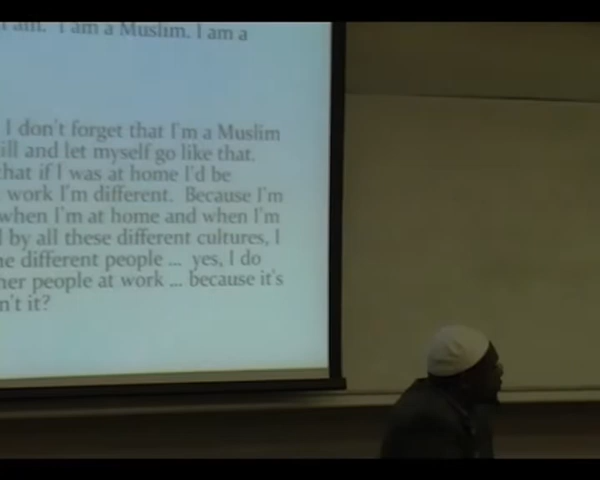 am. I am a Muslim. I am a
I don't forget that I'm a Muslim
ill and let myself go like that.
that if I was at home I'd be
work I'm different. Because I'm
when I'm at home and when I'm
by all these different cultures, I
different people ... yes, I do
people at work ... because it's
n't it?